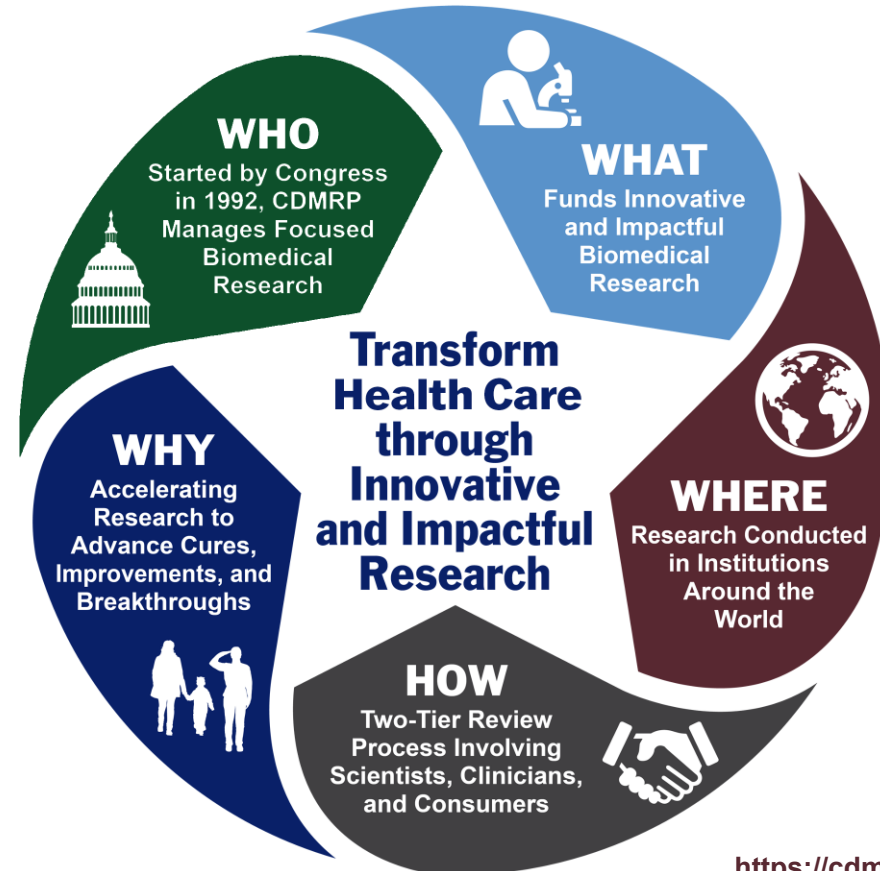 WHO
Started by Congress
in 1992, CDMRP
Manages Focused
Biomedical
Research
WHAT
Funds Innovative
and Impactful
Biomedical
Research
WHERE
Research Conducted
in Institutions
Around the
World
HOW
Two-Tier Review
Process Involving
Scientists, Clinicians,
and Consumers
WHY
Accelerating
Research to
Advance Cures,
Improvements, and
Breakthroughs
Transform
Health Care
through
Innovative
and Impactful
Research
https://cdm